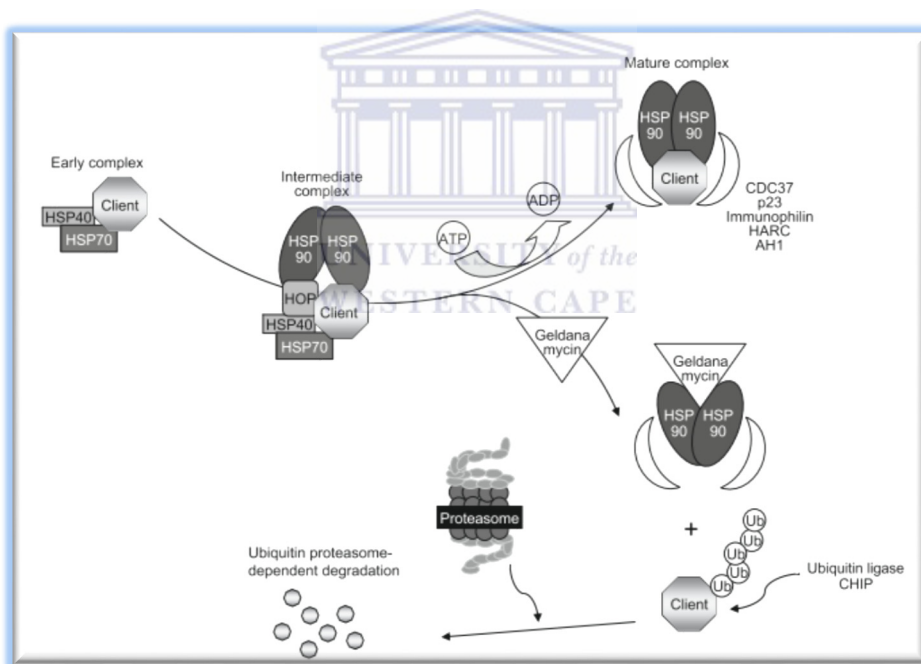 Mature complex
HSP
90
HSP
90
Client
CDC37
p23
Immunophilin
HARC
AH1
Early complex
Client
HSP40
HSP70
Intermediate
complex
HSP
90
HSP
90
HOP
Client
HSP40
HSP70
ATP
ADP
UNIVERSITY of the
WESTERN CAPE
Geldana
mycin
Geldana
mycin
HSP
90
HSP
90
+
Proteasome
Ubiquitin proteasome-
dependent degradation
Ub
Ub
Ub
Ub
Ub
Client
Ubiquitin ligase
CHIP